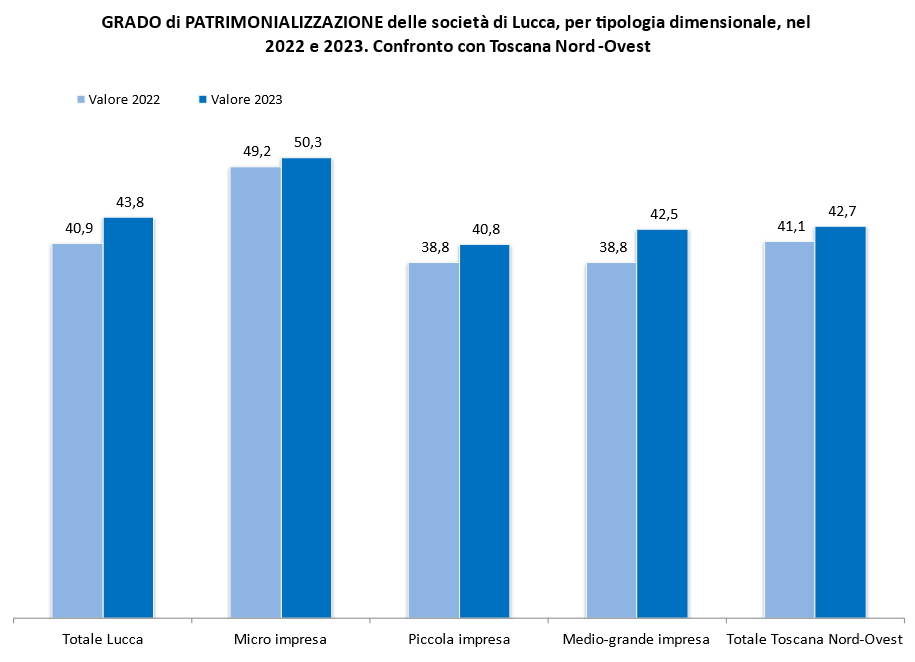 GRADO di PATRIMONIALIZZAZIONE delle società di Lucca, per tipologia dimensionale, nel
2022 e 2023. Confronto con Toscana Nord -Ovest
Valore 2022 Valore 2023
40,9 43,8 49,2 50,3 38,8 40,8 38,8 42,5 41,1 42,7
Totale Lucca Micro impresa Piccola impresa Medio-grande impresa Totale Toscana Nord-Ovest